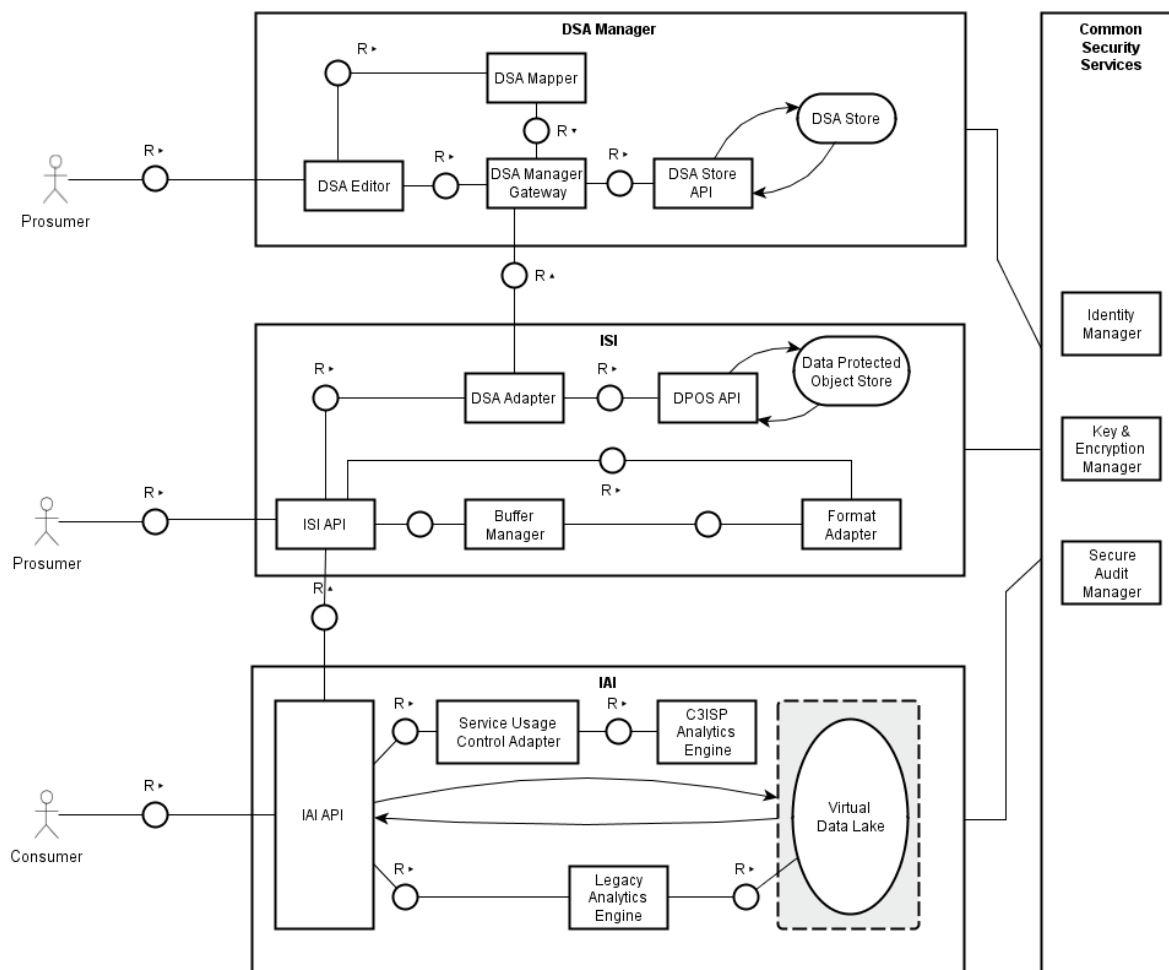 DSA Manager
Common
Security
Services
R ►
DSA Mapper
R ▼
DSA Store
R ►
R ►
R ►
DSA Editor
DSA Manager
Gateway
DSA Store
API
Prosumer
R ▲
Identity
Manager
ISI
R ►
R ►
Data Protected
Object Store
DSA Adapter
DPOS API
Key &
Encryption
Manager
R ►
R ►
ISI API
Buffer
Manager
Format
Adapter
Prosumer
Secure
Audit
Manager
R ▲
IAI
R ►
R ►
Service Usage
Control Adapter
C3ISP
Analytics
Engine
R ►
IAI API
Virtual
Data Lake
Consumer
R ►
R ►
Legacy
Analytics
Engine